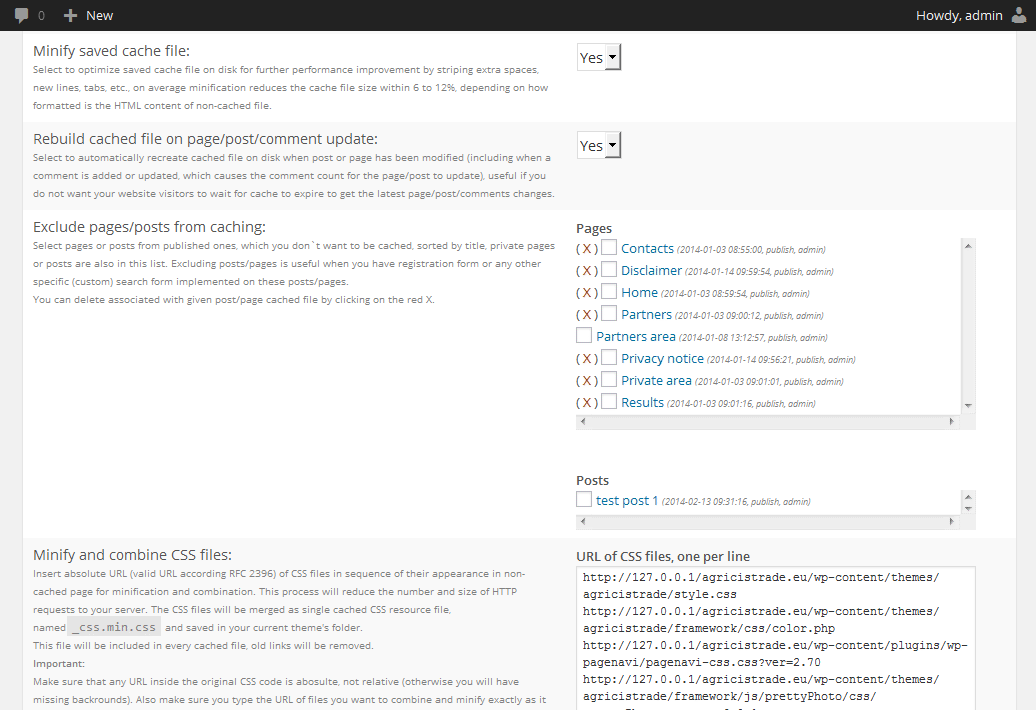 0 New Howdy, admin
Minify saved cache file:
Select to optimize saved cache file on disk for further performance improvement by striping extra spaces,
new lines, tabs, etc., on average minification reduces the cache file size within 6 to 12%, depending on how
formatted is the HTML content of non-cached file.
Yes
Rebuild cached file on page/post/comment update:
Select to automatically recreate cached file on disk when post or page has been modified (including when a
comment is added or updated, which causes the comment count for the page/post to update), useful if you
do not want your website visitors to wait for cache to expire to get the latest page/post/comments changes.
Yes
Exclude pages/posts from caching:
Select pages or posts from published ones, which you don`t want to be cached, sorted by title, private pages
or posts are also in this list. Excluding posts/pages is useful when you have registration form or any other
specific (custom) search form implemented on these posts/pages.
You can delete associated with given post/page cached file by clicking on the red X.
Pages
( X ) Contacts (2014-01-03 08:55:00, publish, admin)
( X ) Disclaimer (2014-01-14 09:59:54, publish, admin)
( X ) Home (2014-01-03 08:59:54, publish, admin)
( X ) Partners (2014-01-03 09:00:12, publish, admin)
Partners area (2014-01-08 13:12:57, publish, admin)
( X ) Privacy notice (2014-01-14 09:56:21, publish, admin)
( X ) Private area (2014-01-03 09:01:01, publish, admin)
( X ) Results (2014-01-03 09:01:16, publish, admin)
Posts
test post 1 (2014-02-13 09:31:16, publish, admin)
Minify and combine CSS files:
Insert absolute URL (valid URL according RFC 2396) of CSS files in sequence of their appearance in non-
cached page for minification and combination. This process will reduce the number and size of HTTP
requests to your server. The CSS files will be merged as single cached CSS resource file,
named _css.min.css and saved in your current theme's folder.
This file will be included in every cached file, old links will be removed.
Important:
Make sure that any URL inside the original CSS code is abosulte, not relative (otherwise you will have
missing backrounds). Also make sure you type the URL of files you want to combine and minify exactly as it
URL of CSS files, one per line
http://127.0.0.1/agricistrade.eu/wp-content/themes/
agricistrade/style.css
http://127.0.0.1/agricistrade.eu/wp-content/themes/
agricistrade/framework/css/color.php
http://127.0.0.1/agricistrade.eu/wp-content/plugins/wp-
pagenavi/pagenavi-css.css?ver=2.70
http://127.0.0.1/agricistrade.eu/wp-content/themes/
agricistrade/framework/js/prettyPhoto/css/